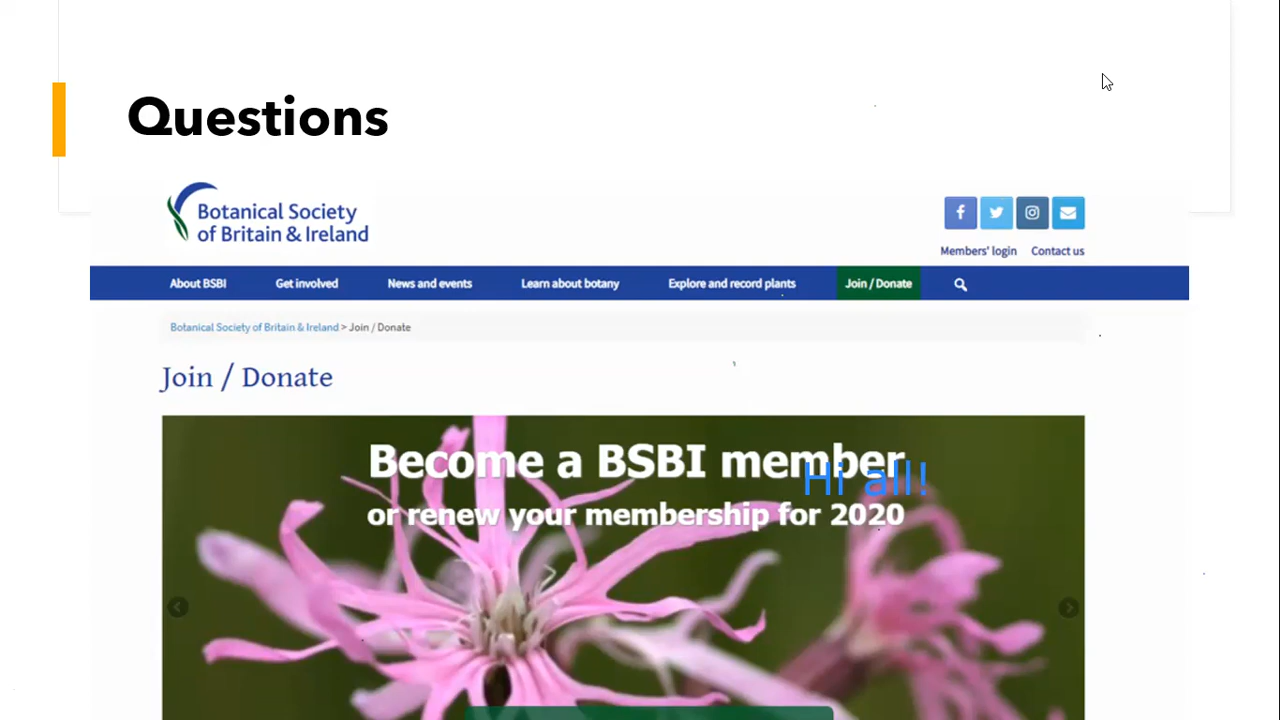 Questions
Botanical Society
of Britain & Ireland
Members' login Contact us
About BSBI Get involved News and events Learn about botany Explore and record plants Join / Donate
Botanical Society of Britain & Ireland > Join / Donate
Join / Donate
Become a BSBI member
Hi all!
or renew your membership for 2020